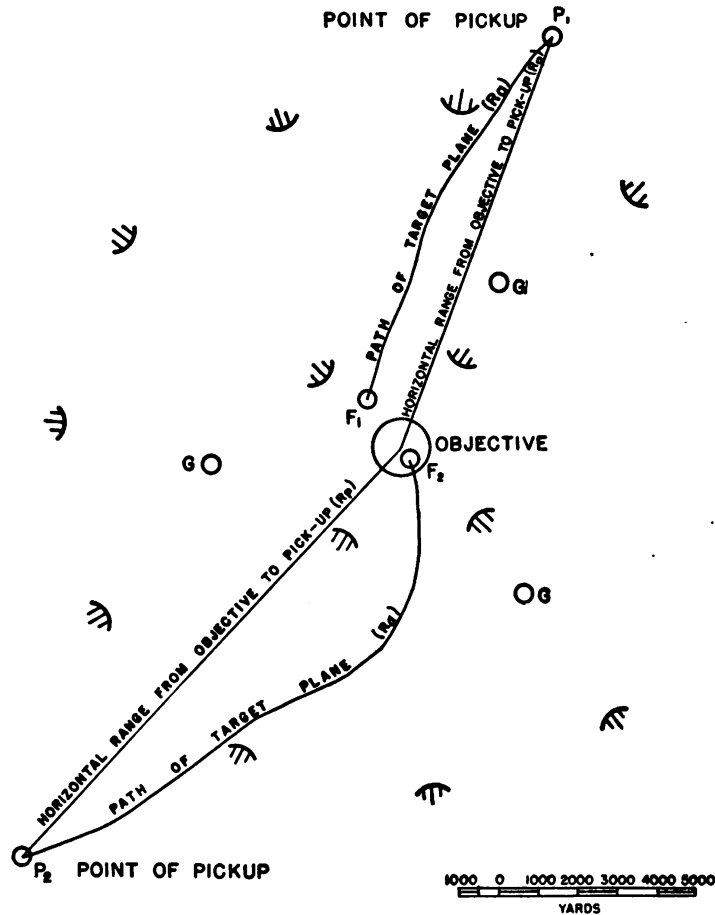 POINT OF PICKUP P₁
PATH OF TARGET PLANE (Ra)
HORIZONTAL RANGE FROM OBJECTIVE TO PICK-UP (Rp)
G
F₁
OBJECTIVE
G
F₂
HORIZONTAL RANGE FROM OBJECTIVE TO PICK-UP (Rp)
G
PATH OF TARGET PLANE (Ra)
P₂ POINT OF PICKUP
1000 0 1000 2000 3000 4000 5000
YARDS